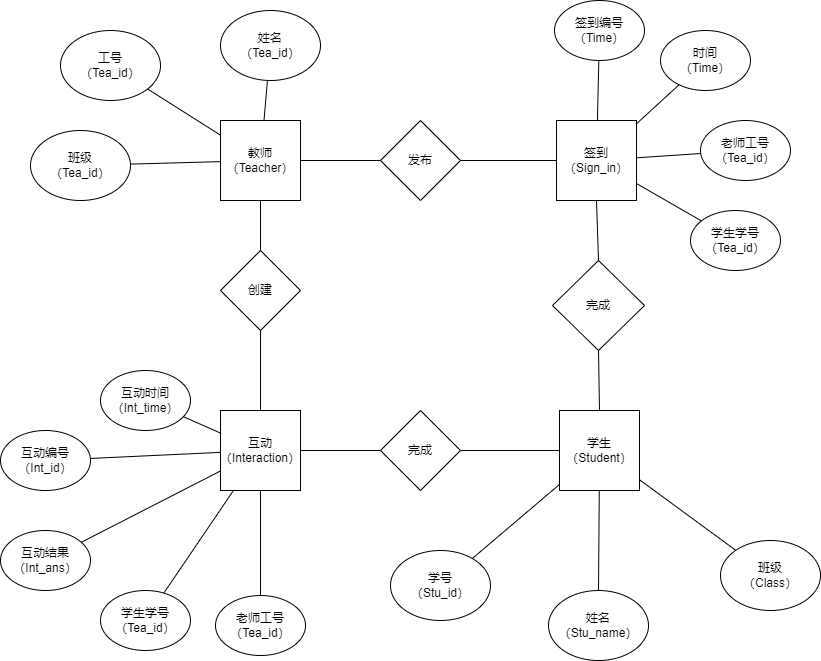 签到编号
(Time)
姓名
(Tea_id)
时间
(Time)
工号
(Tea_id)
教师
(Teacher)
发布
签到
(Sign_in)
老师工号
(Tea_id)
班级
(Tea_id)
学生学号
(Tea_id)
创建
完成
互动时间
(Int_time)
互动编号
(Int_id)
互动
(Interaction)
完成
学生
(Student)
互动结果
(Int_ans)
学号
(Stu_id)
班级
(Class)
学生学号
(Tea_id)
老师工号
(Tea_id)
姓名
(Stu_name)